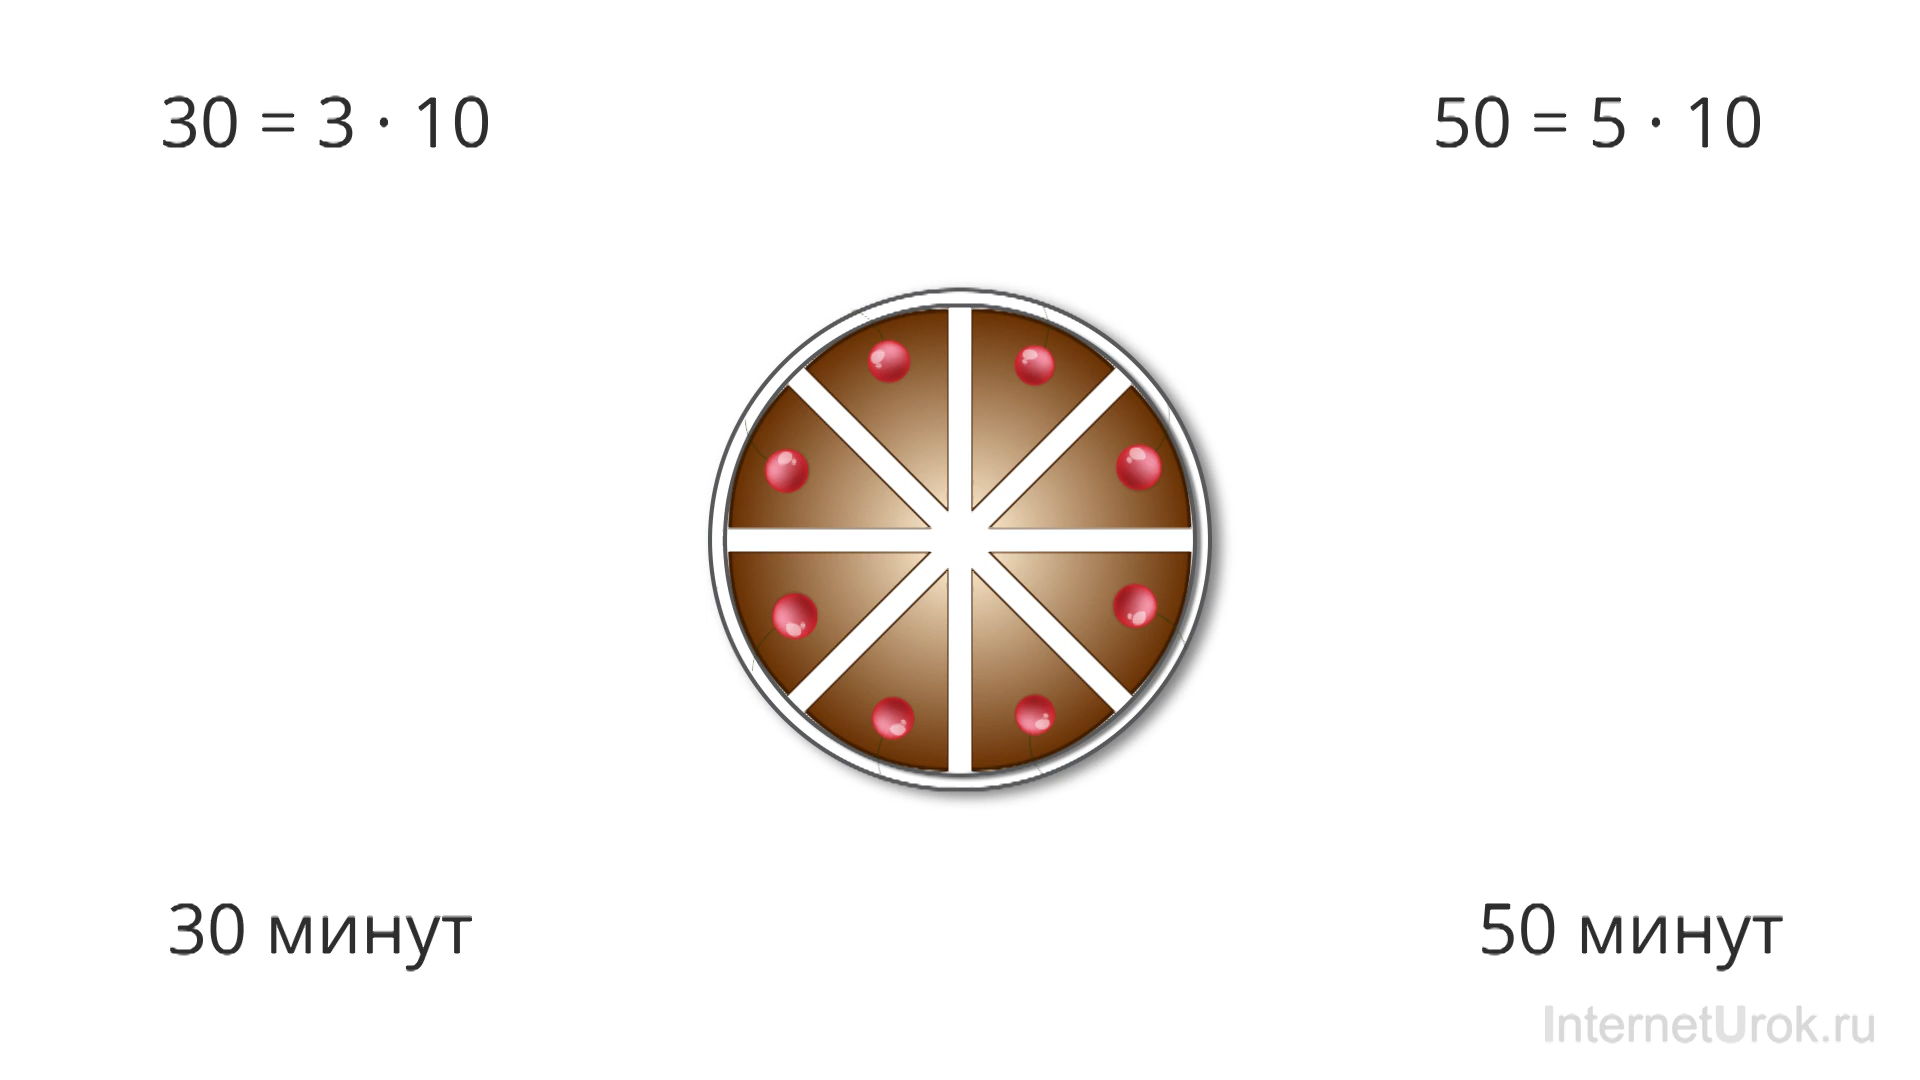 30 = 3 · 10
50 = 5 · 10
30 минут
50 минут
InternetUrok.ru